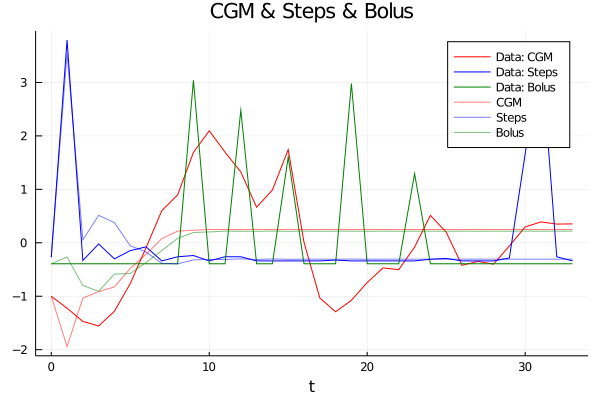 CGM & Steps & Bolus
Data: CGM
Data: Steps
Data: Bolus
CGM
Steps
Bolus
3
2
1
0
−1
−2
0
10
20
30
t